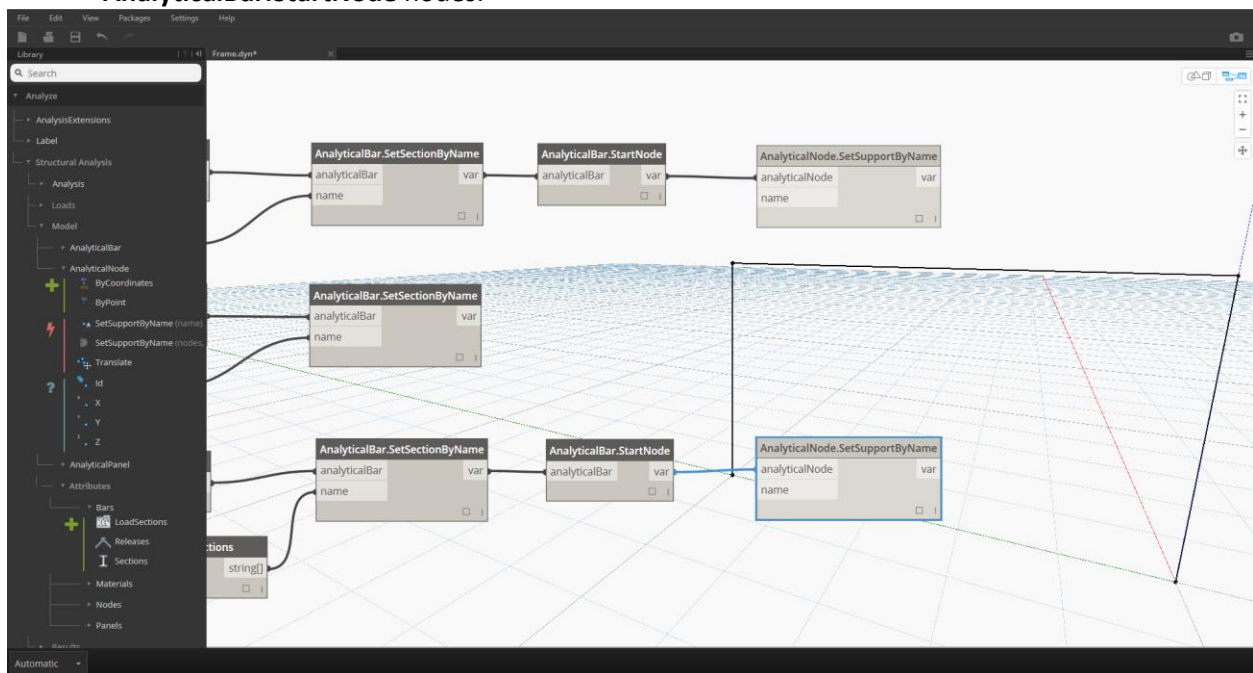 AnalyticalBar.StartNode nodes.
File Edit View Packages Settings Help
Library
Frame.dyn*
Search
Analyze
AnalysisExtensions
Label
Structural Analysis
Analysis
Loads
Model
AnalyticalBar
AnalyticalNode
ByCoordinates
ByPoint
SetSupportByName (name)
SetSupportByName (nodes,
Translate
Id
X
Y
Z
AnalyticalPanel
Attributes
Bars
LoadSections
Releases
Sections
Materials
Nodes
Panels
Results
Automatic
AnalyticalBar.SetSectionByName
analyticalBar var
name
AnalyticalBar.StartNode
analyticalBar var
AnalyticalNode.SetSupportByName
analyticalNode var
name
AnalyticalBar.SetSectionByName
analyticalBar var
name
AnalyticalBar.SetSectionByName
analyticalBar var
name
AnalyticalBar.StartNode
analyticalBar var
AnalyticalNode.SetSupportByName
analyticalNode var
name
tions
string[]